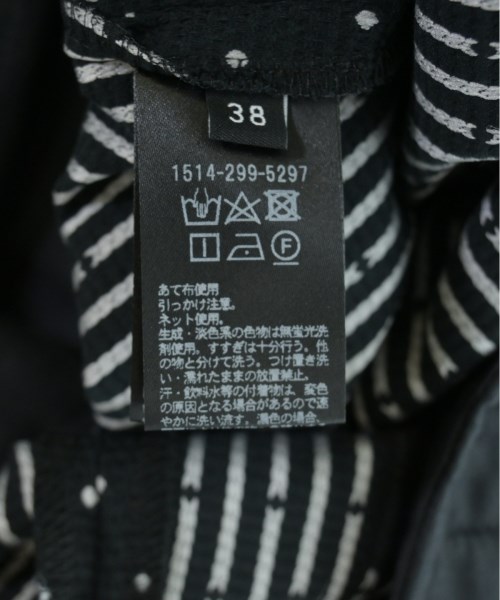 38
1514-299-5297
F
あて布使用
引っかけ注意。
ネット使用。
生成・淡色系の色物は無蛍光洗
剤使用。すすぎは十分行う。他
の物と分けて洗う。つけ置き洗
い・濡れたままの放置禁止。
汗・飲料水等の付着物は、変色
の原因となる場合があるので速
やかに洗い流す。濃色の場合、